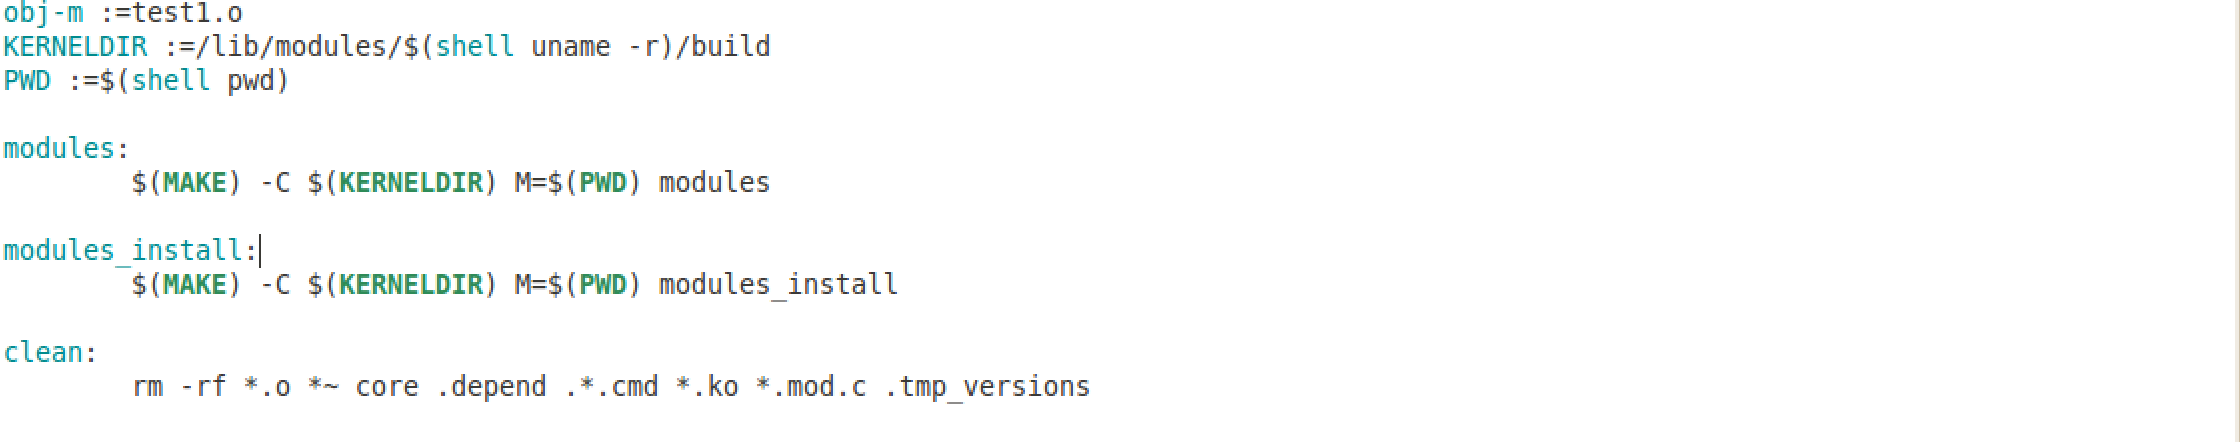 obj-m :=test1.o
KERNELDIR :=/lib/modules/$(shell uname -r)/build
PWD :=$(shell pwd)
modules:
$(MAKE) -C $(KERNELDIR) M=$(PWD) modules
modules_install:
$(MAKE) -C $(KERNELDIR) M=$(PWD) modules_install
clean:
rm -rf *.o *~ core .depend .*.cmd *.ko *.mod.c .tmp_versions